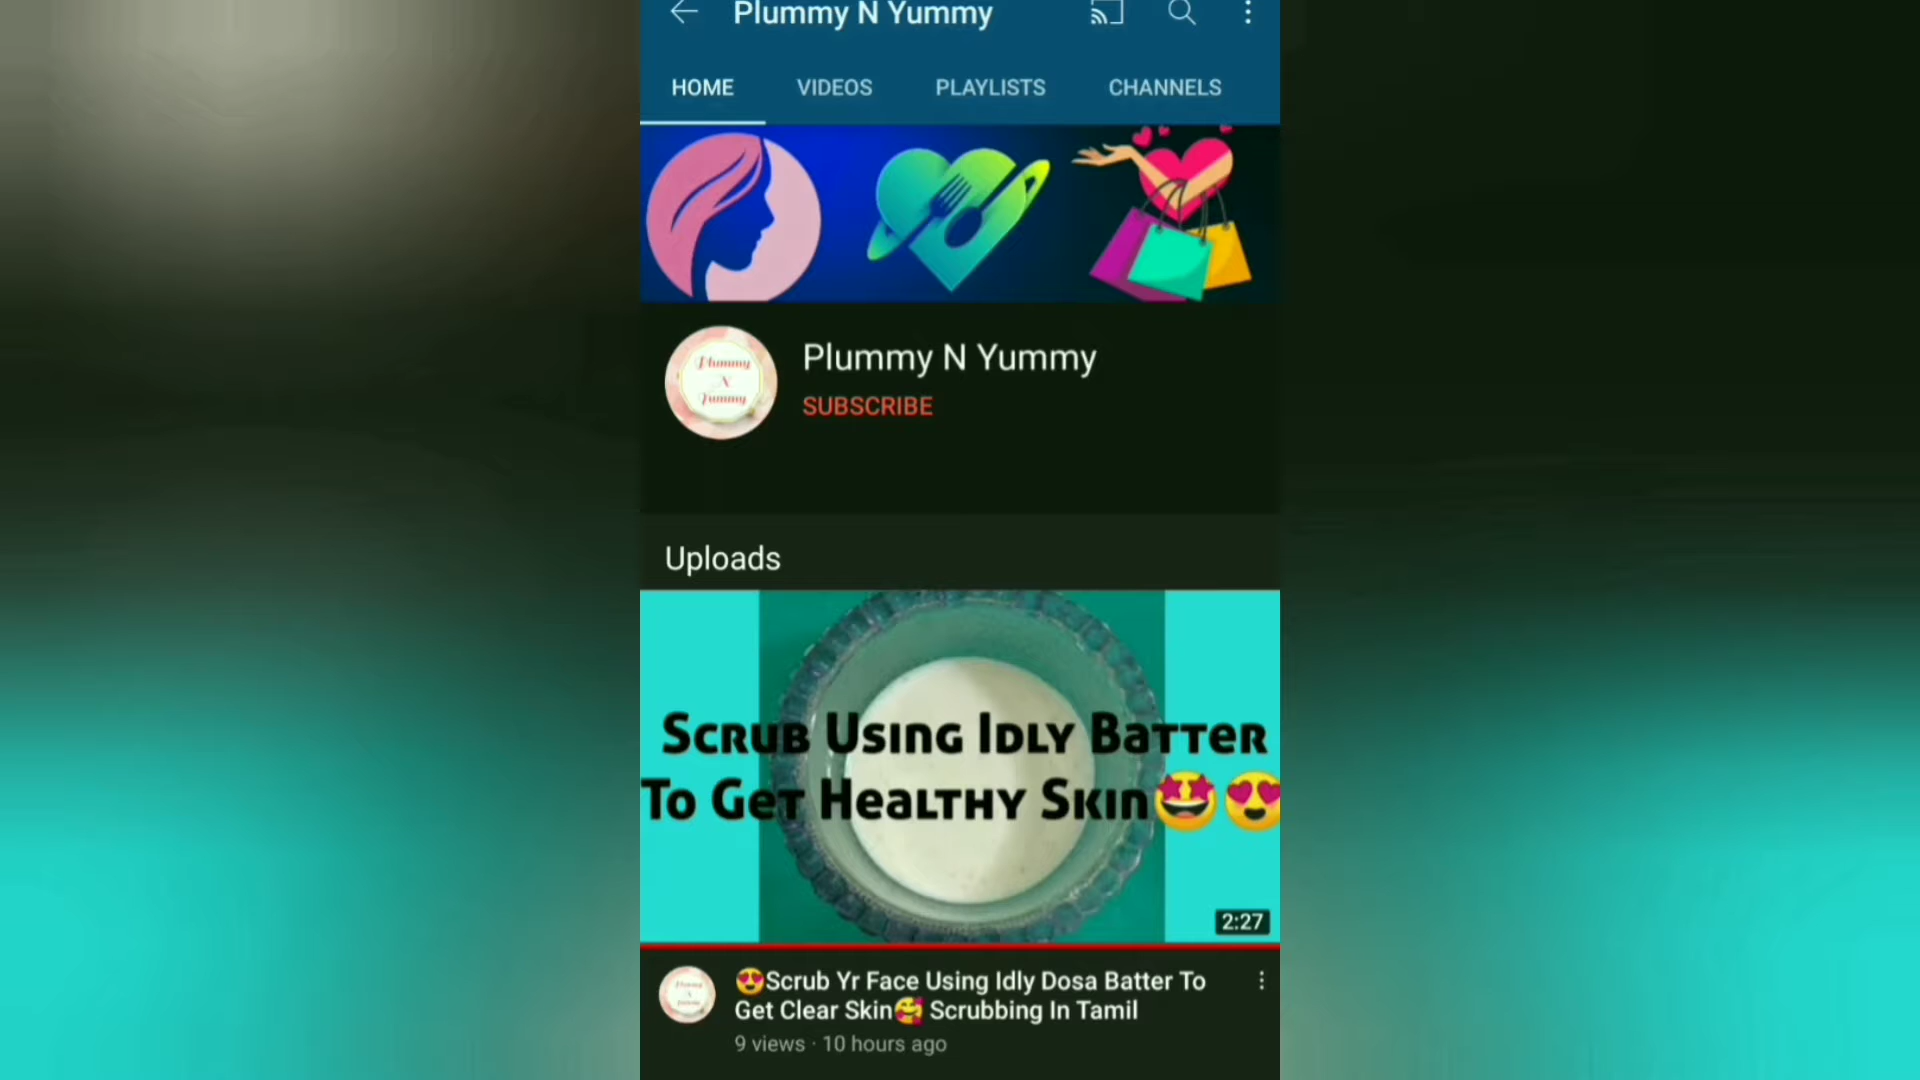 Plummy N Yummy
HOME VIDEOS PLAYLISTS CHANNELS
Plummy
N
Yummy
Plummy N Yummy
SUBSCRIBE
Uploads
Scrub Using Idly Batter
To Get Healthy Skin🤩😍
2:27
😍Scrub Yr Face Using Idly Dosa Batter To
Get Clear Skin🥰 Scrubbing In Tamil
9 views · 10 hours ago